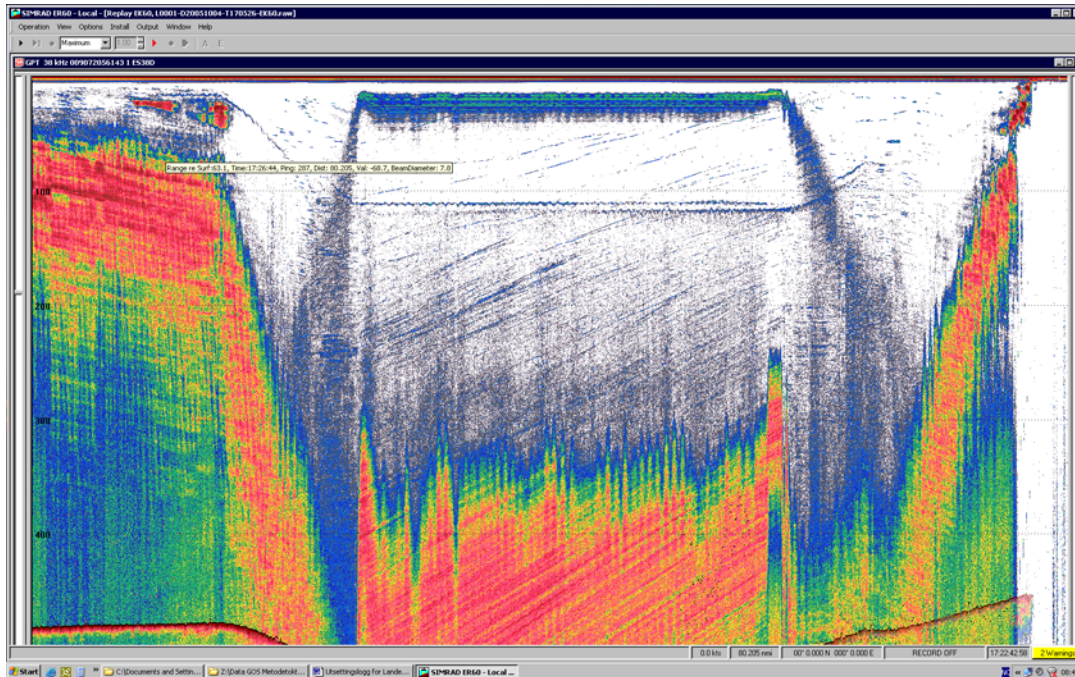 SIMRAD ER60 - Local - [Replay EK60, L0001-D20051004-T170526-EK60.raw]
Operation View Options Install Output Window Help
Maximum 1.00 A E
GPT 38 kHz 009072056143 1 ES38D
Range re Surf:63.1, Time:17:26:44, Ping: 287, Dist: 80.205, Val: -68.7, BeamDiameter: 7.8
100
200
300
400
0.0 kts 80.205 nmi 00° 0.000 N 000° 0.000 E RECORD OFF 17:22:42.58 2 Warnings
Start C:\Documents and Settin... Z:\Data GOS Metodetokt... Utsettingslogg for Lande... SIMRAD ER60 - Local ...